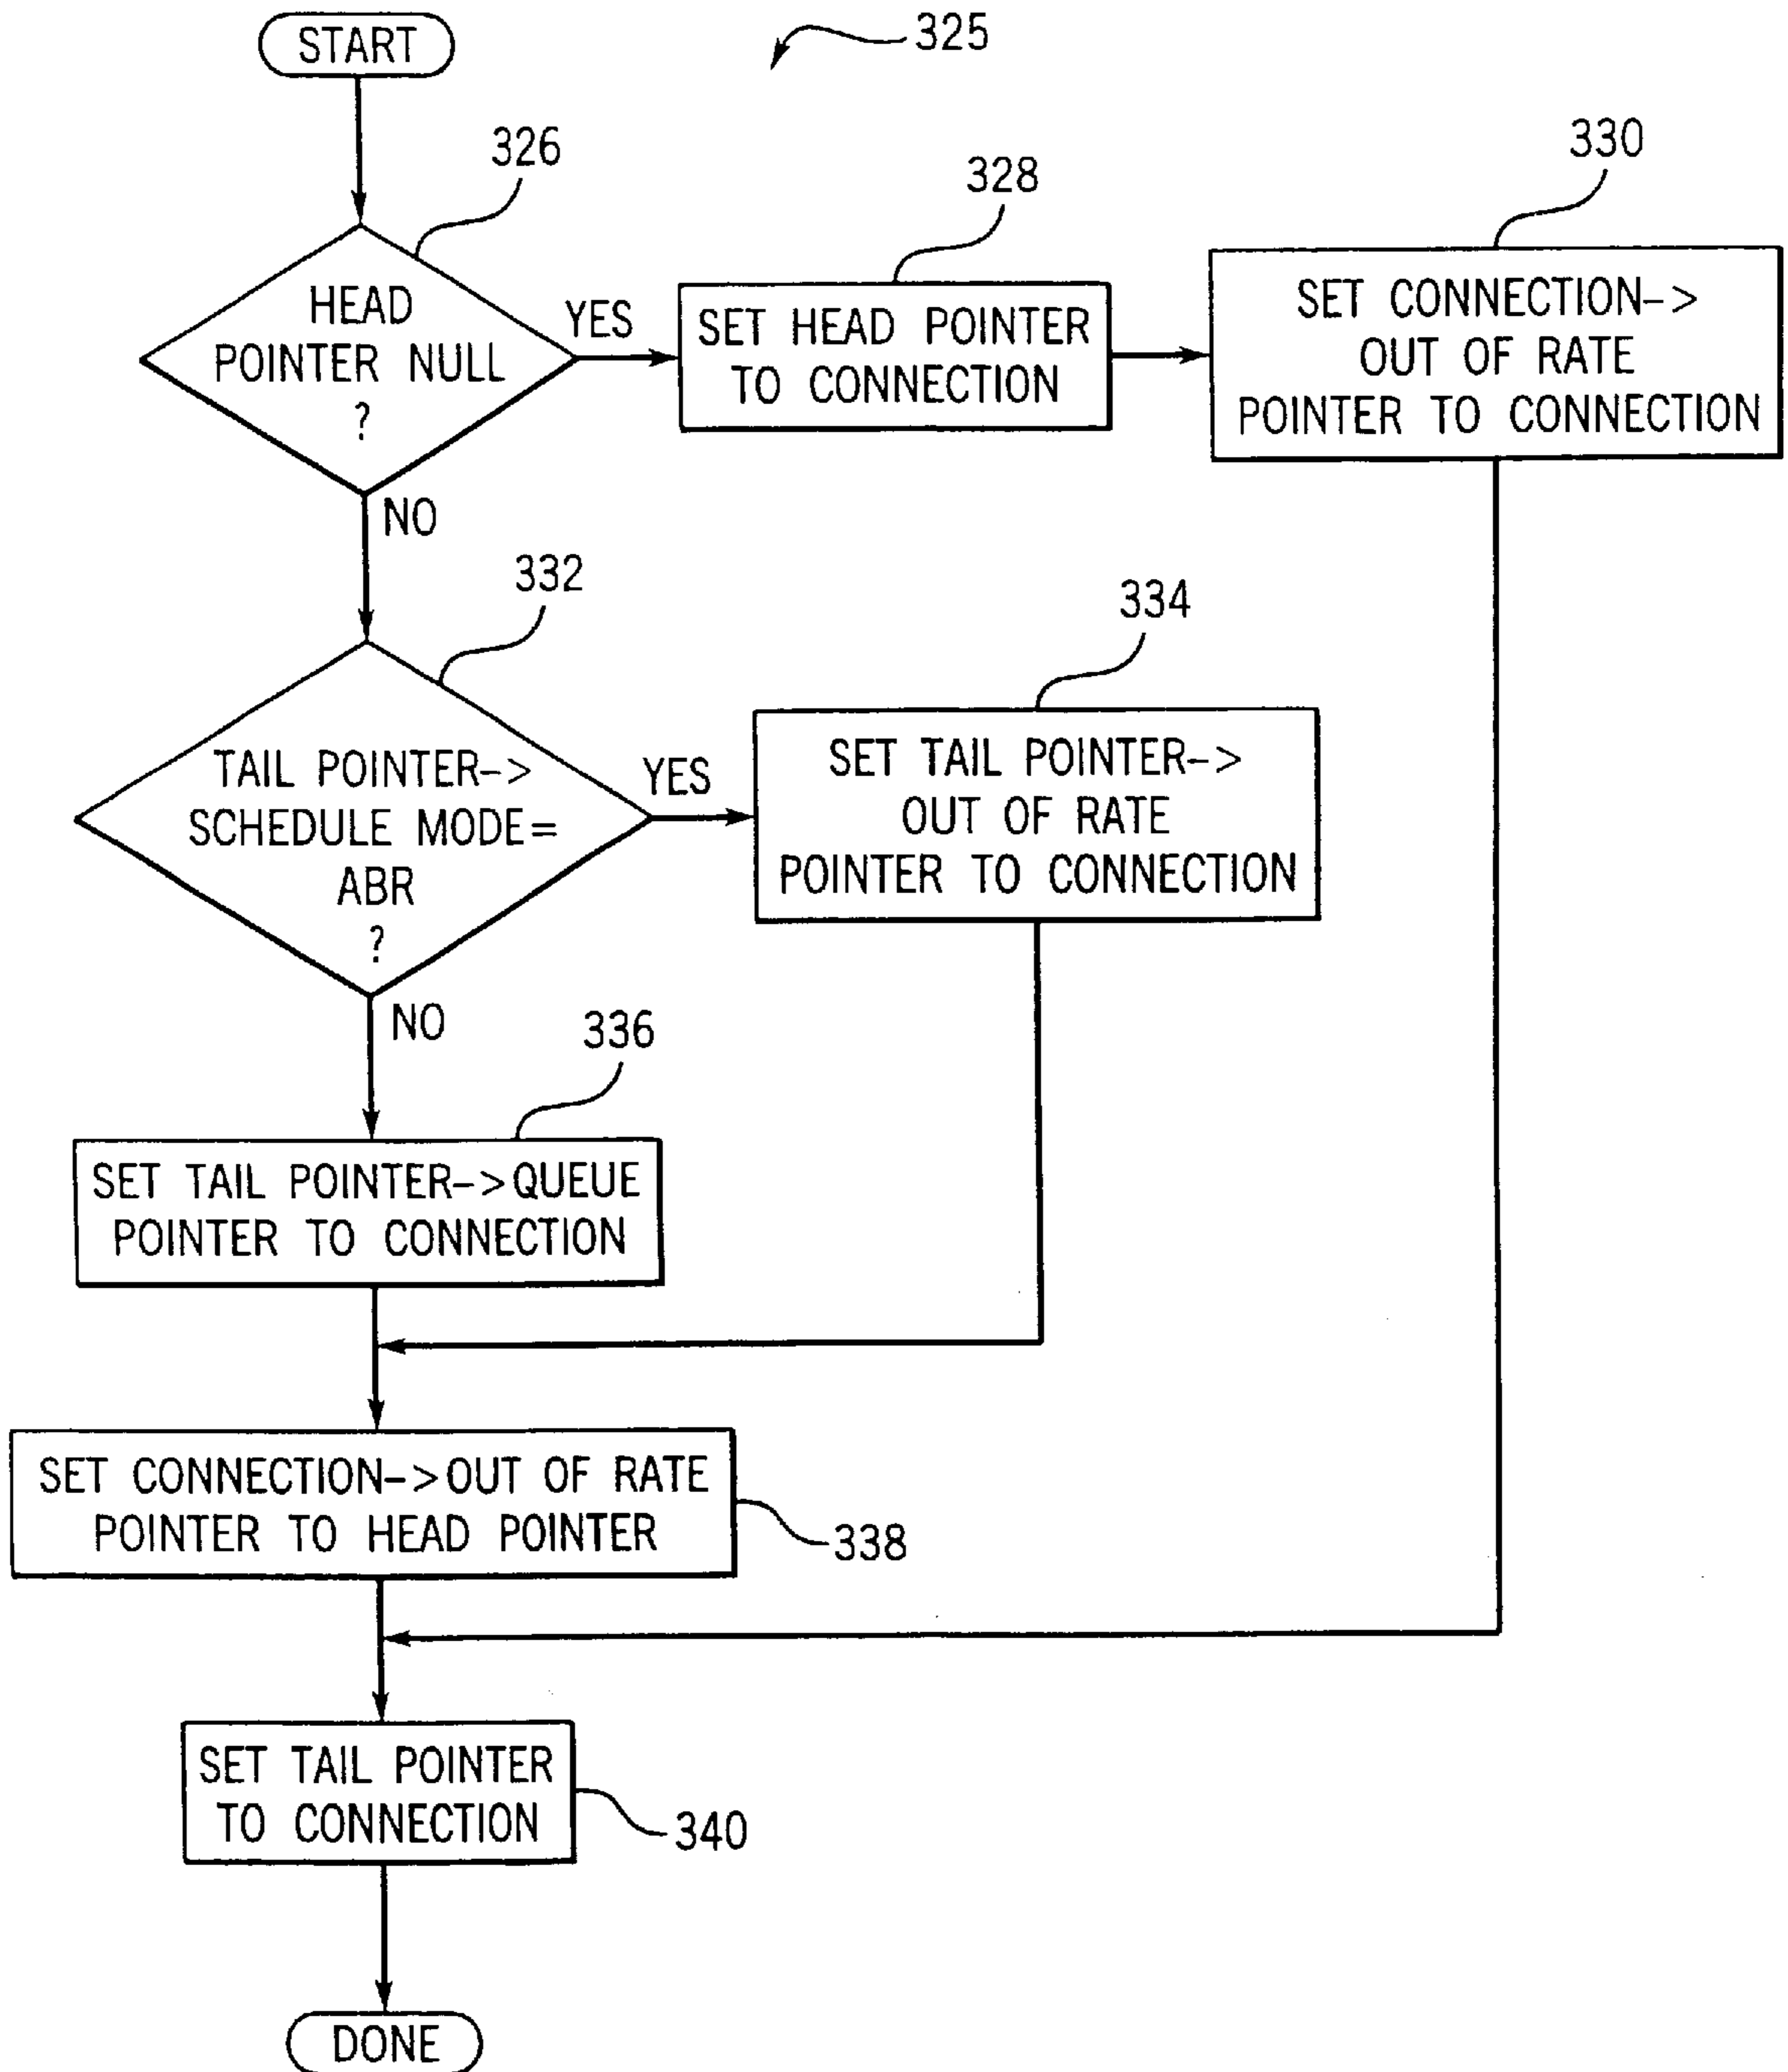 START
325
326
328
330
HEAD
POINTER NULL
?
YES
SET HEAD POINTER
TO CONNECTION
SET CONNECTION->
OUT OF RATE
POINTER TO CONNECTION
NO
332
334
TAIL POINTER->
SCHEDULE MODE=
ABR
?
YES
SET TAIL POINTER->
OUT OF RATE
POINTER TO CONNECTION
NO
336
SET TAIL POINTER->QUEUE
POINTER TO CONNECTION
SET CONNECTION->OUT OF RATE
POINTER TO HEAD POINTER
338
SET TAIL POINTER
TO CONNECTION
340
DONE